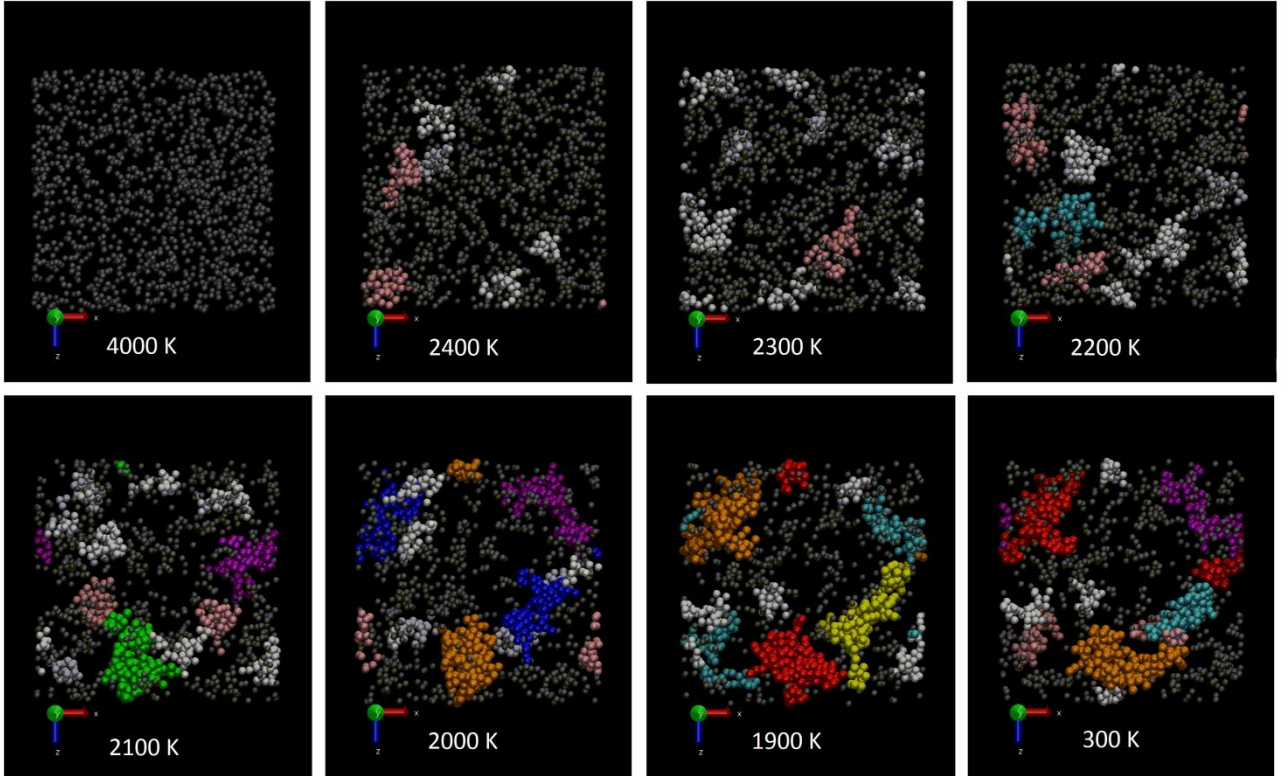 y x
z
4000 K
y x
z
2400 K
y x
z
2300 K
y x
z
2200 K
y x
z
2100 K
y x
z
2000 K
y x
z
1900 K
y x
z
300 K